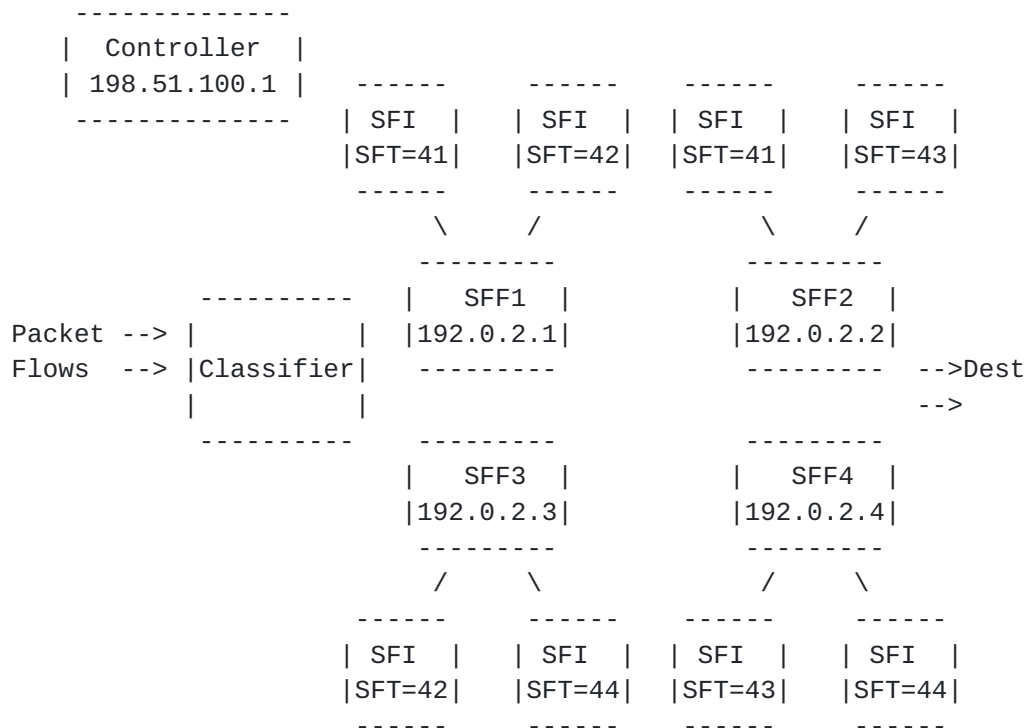 --------------
|  Controller  |
| 198.51.100.1 |   ------     ------    ------     ------
--------------   | SFI  |   | SFI  |  | SFI  |   | SFI  |
|SFT=41|   |SFT=42|  |SFT=41|   |SFT=43|
------     ------    ------     ------
\     /              \     /
---------            ---------
----------   |   SFF1  |          |   SFF2  |
Packet --> |          |  |192.0.2.1|          |192.0.2.2|
Flows  --> |Classifier|   ---------            ---------  -->Dest
|          |                                    -->
----------    ---------            ---------
|   SFF3  |          |   SFF4  |
|192.0.2.3|          |192.0.2.4|
---------            ---------
/     \              /     \
------     ------    ------     ------
| SFI  |   | SFI  |  | SFI  |   | SFI  |
|SFT=42|   |SFT=44|  |SFT=43|   |SFT=44|
------     ------    ------     ------